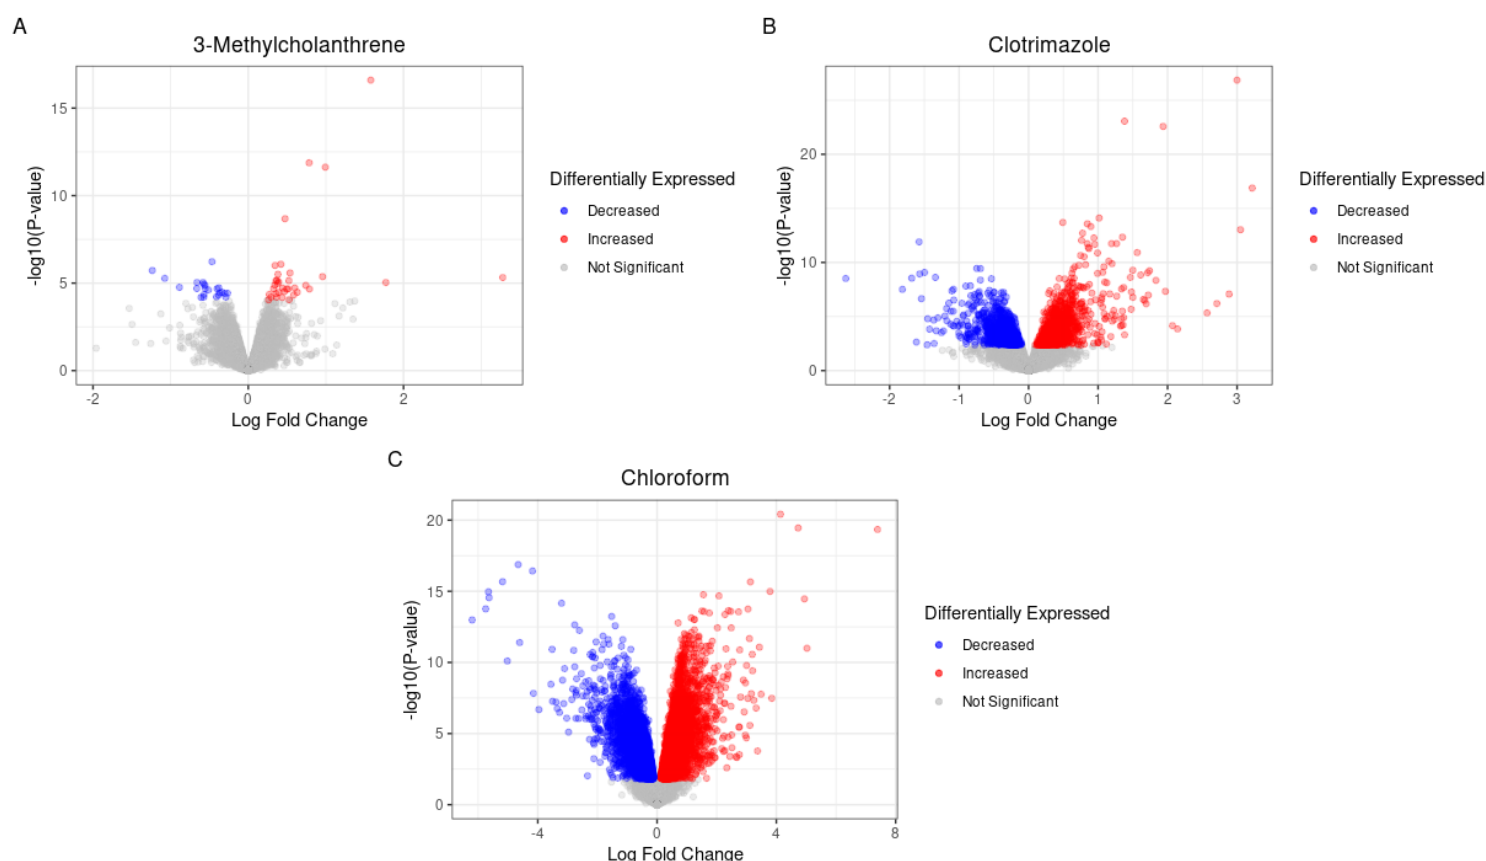 A
3-Methylcholanthrene
-log10(P-value)
15
10
5
0
-2
0
2
Log Fold Change
Differentially Expressed
Decreased
Increased
Not Significant
B
Clotrimazole
-log10(P-value)
20
10
0
-2
-1
0
1
2
3
Log Fold Change
Differentially Expressed
Decreased
Increased
Not Significant
C
Chloroform
-log10(P-value)
20
15
10
5
0
-4
0
4
8
Log Fold Change
Differentially Expressed
Decreased
Increased
Not Significant